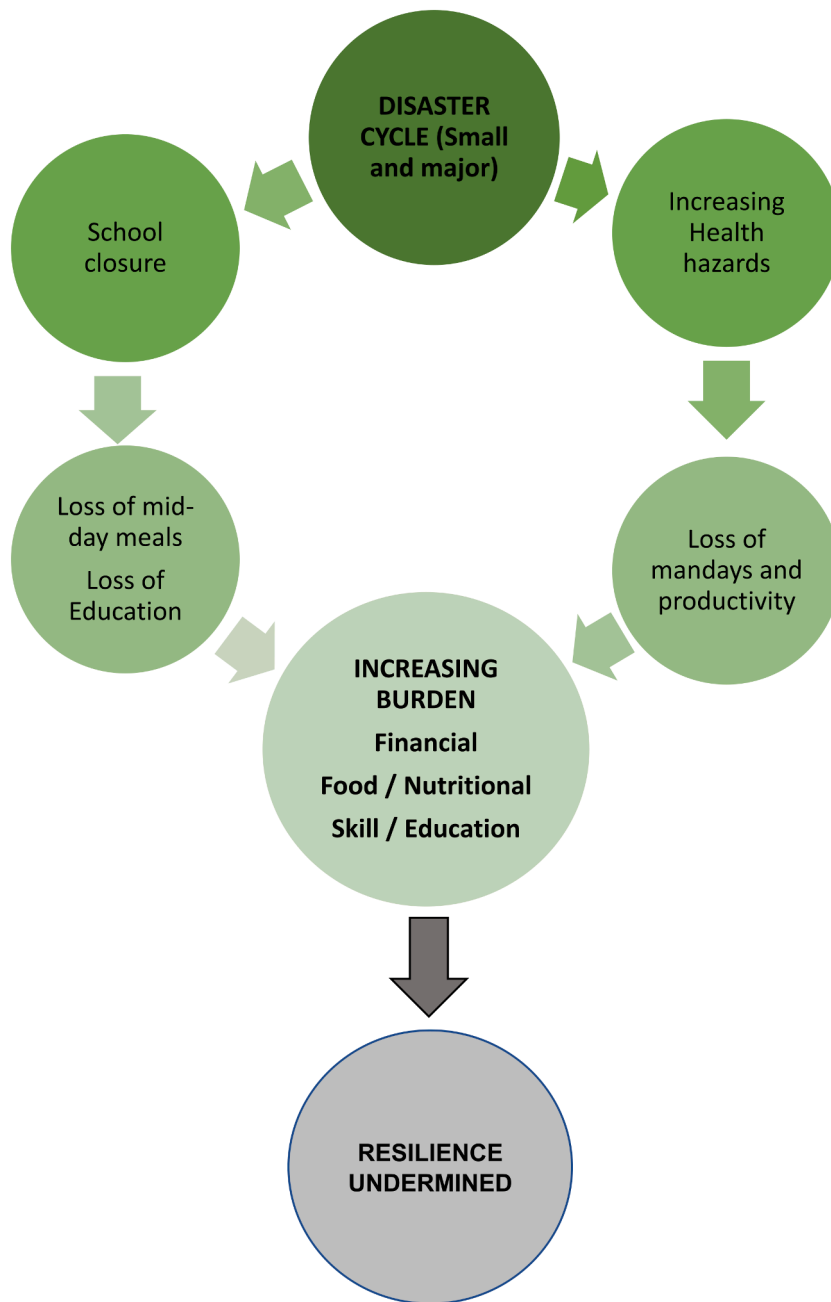 DISASTER
CYCLE (Small
and major)
School
closure
Increasing
Health
hazards
Loss of mid-
day meals
Loss of
Education
Loss of
mandays and
productivity
INCREASING
BURDEN
Financial
Food / Nutritional
Skill / Education
RESILIENCE
UNDERMINED